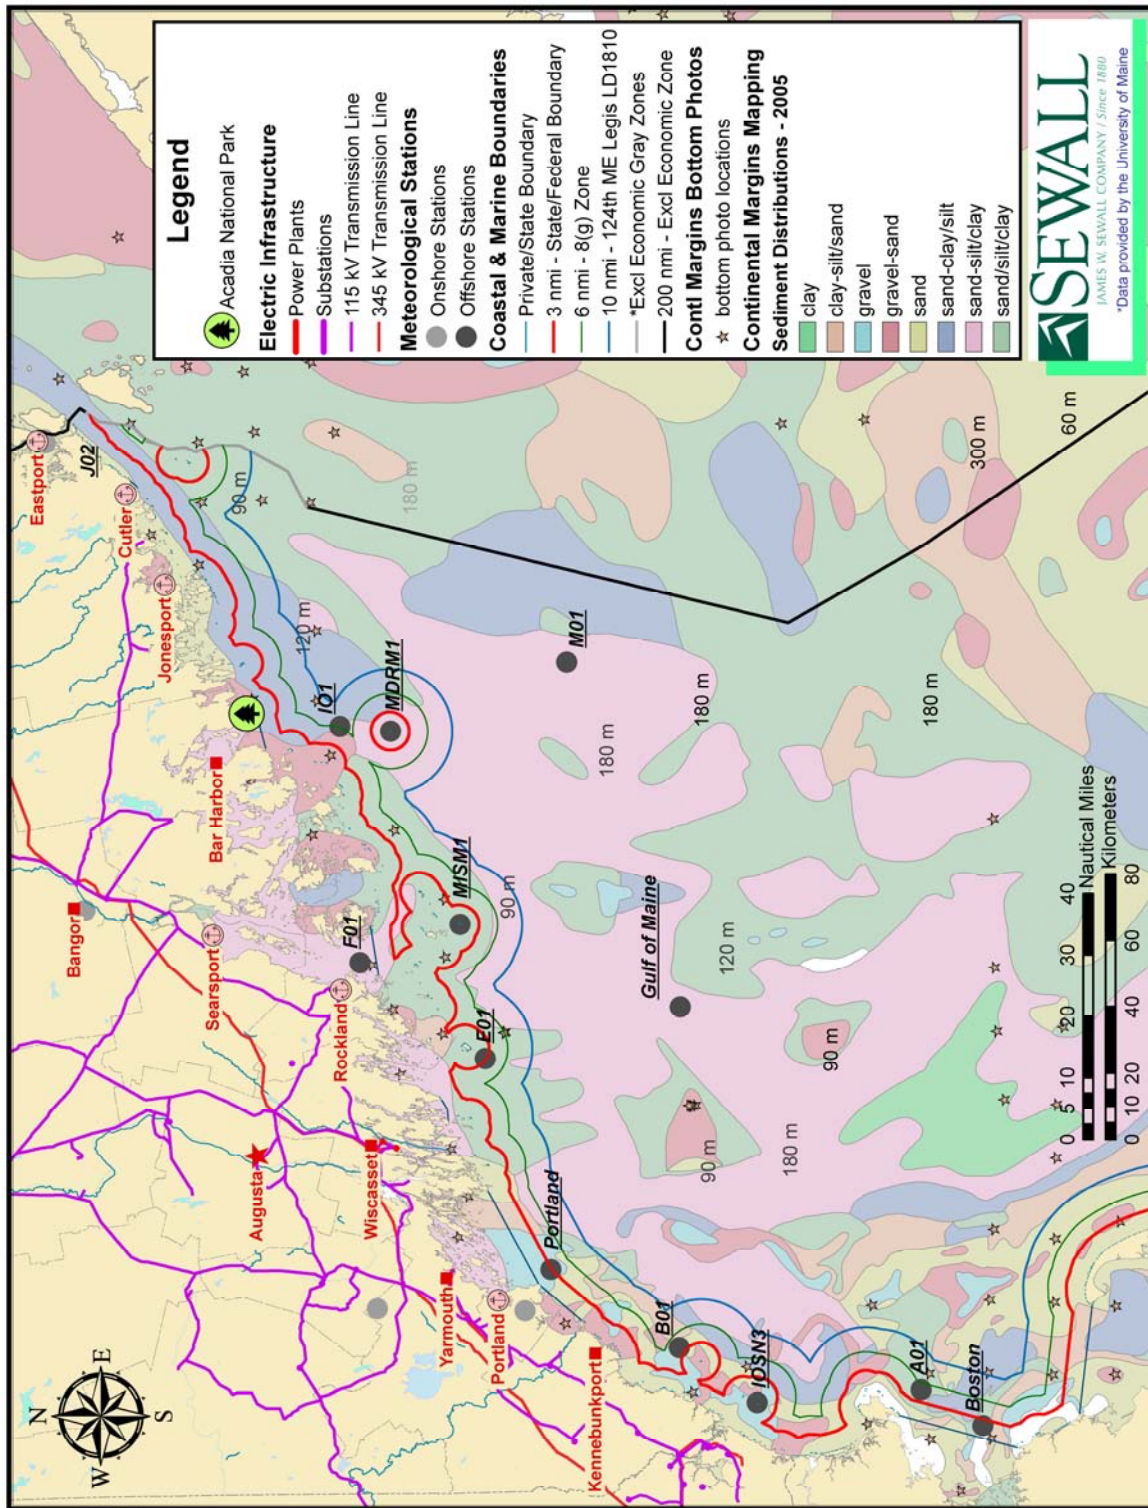 N
W
E
S
Legend
Acadia National Park
Electric Infrastructure
Power Plants
Substations
115 kV Transmission Line
345 kV Transmission Line
Meteorological Stations
Onshore Stations
Offshore Stations
Coastal & Marine Boundaries
Private/State Boundary
3 nmi - State/Federal Boundary
6 nmi - 8(g) Zone
10 nmi - 124th ME Legis LD1810
*Excl Economic Gray Zones
200 nmi - Excl Economic Zone
Contl Margins Bottom Photos
bottom photo locations
Continental Margins Mapping
Sediment Distributions - 2005
clay
clay-silt/sand
gravel
gravel-sand
sand
sand-clay/silt
sand-silt/clay
sand/silt/clay
SEWALL
JAMES W. SEWALL COMPANY / Since 1880
*Data provided by the University of Maine
Eastport
J02
Cutler
Jonesport
Bar Harbor
Bangor
Searsport
Rockland
Augusta
Wiscasset
Yarmouth
Portland
Kennebunkport
IO1
MDRM1
M01
MISM1
F01
E01
Gulf of Maine
Portland
B01
IOSN3
A01
Boston
90 m
180 m
120 m
90 m
180 m
180 m
180 m
300 m
60 m
120 m
90 m
90 m
180 m
0 5 10 20 30 40
Nautical Miles
Kilometers
0 10 20 40 60 80